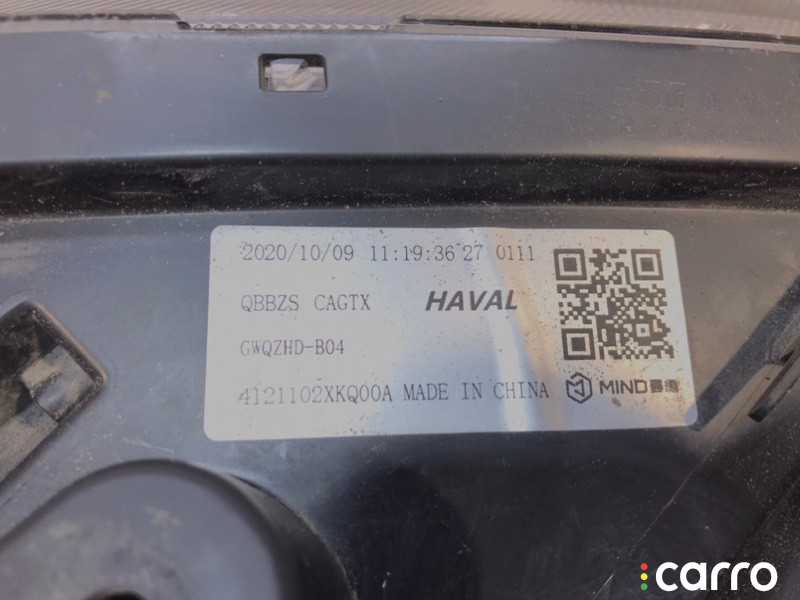 2020/10/09 11:19:36 27 0111
QBBZS CAGTX HAVAL
GWQZHD-B04
4121102XKQ00A MADE IN CHINA MIND
carro